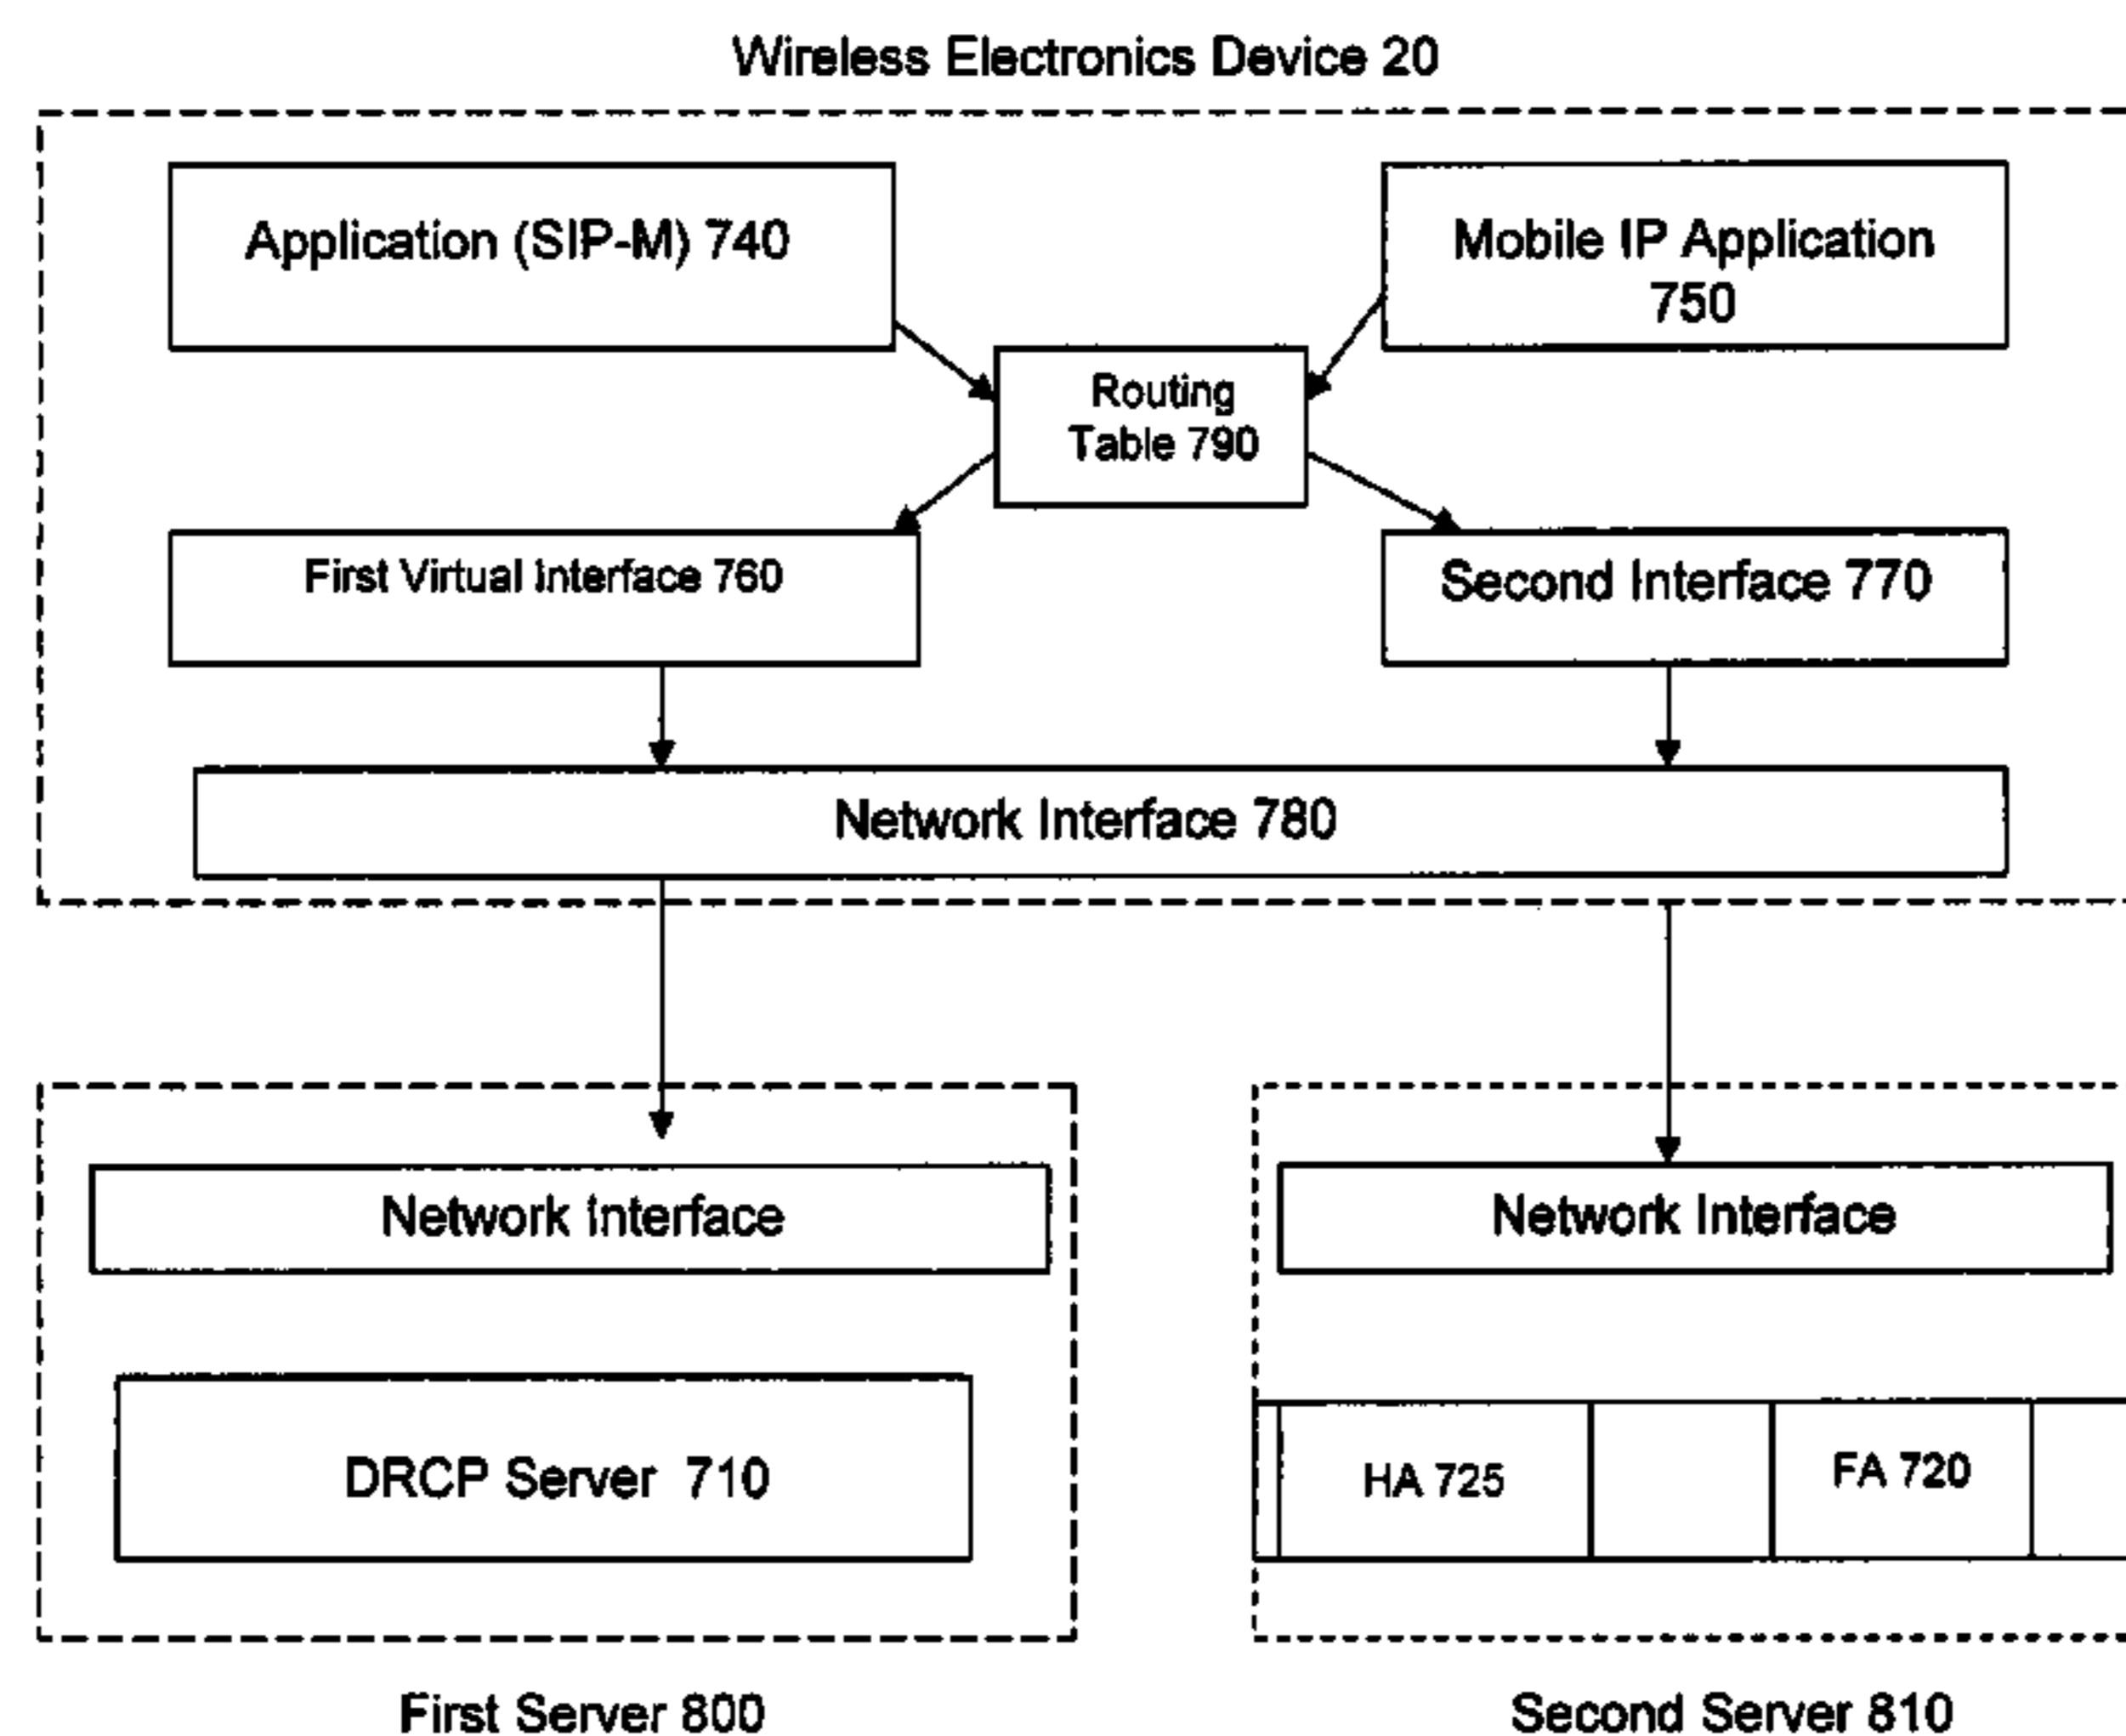 Wireless Electronics Device 20
Application (SIP-M) 740
Mobile IP Application
750
Routing
Table 790
First Virtual Interface 760
Second Interface 770
Network Interface 780
Network Interface
Network Interface
DRCP Server 710
HA 725
FA 720
First Server 800
Second Server 810